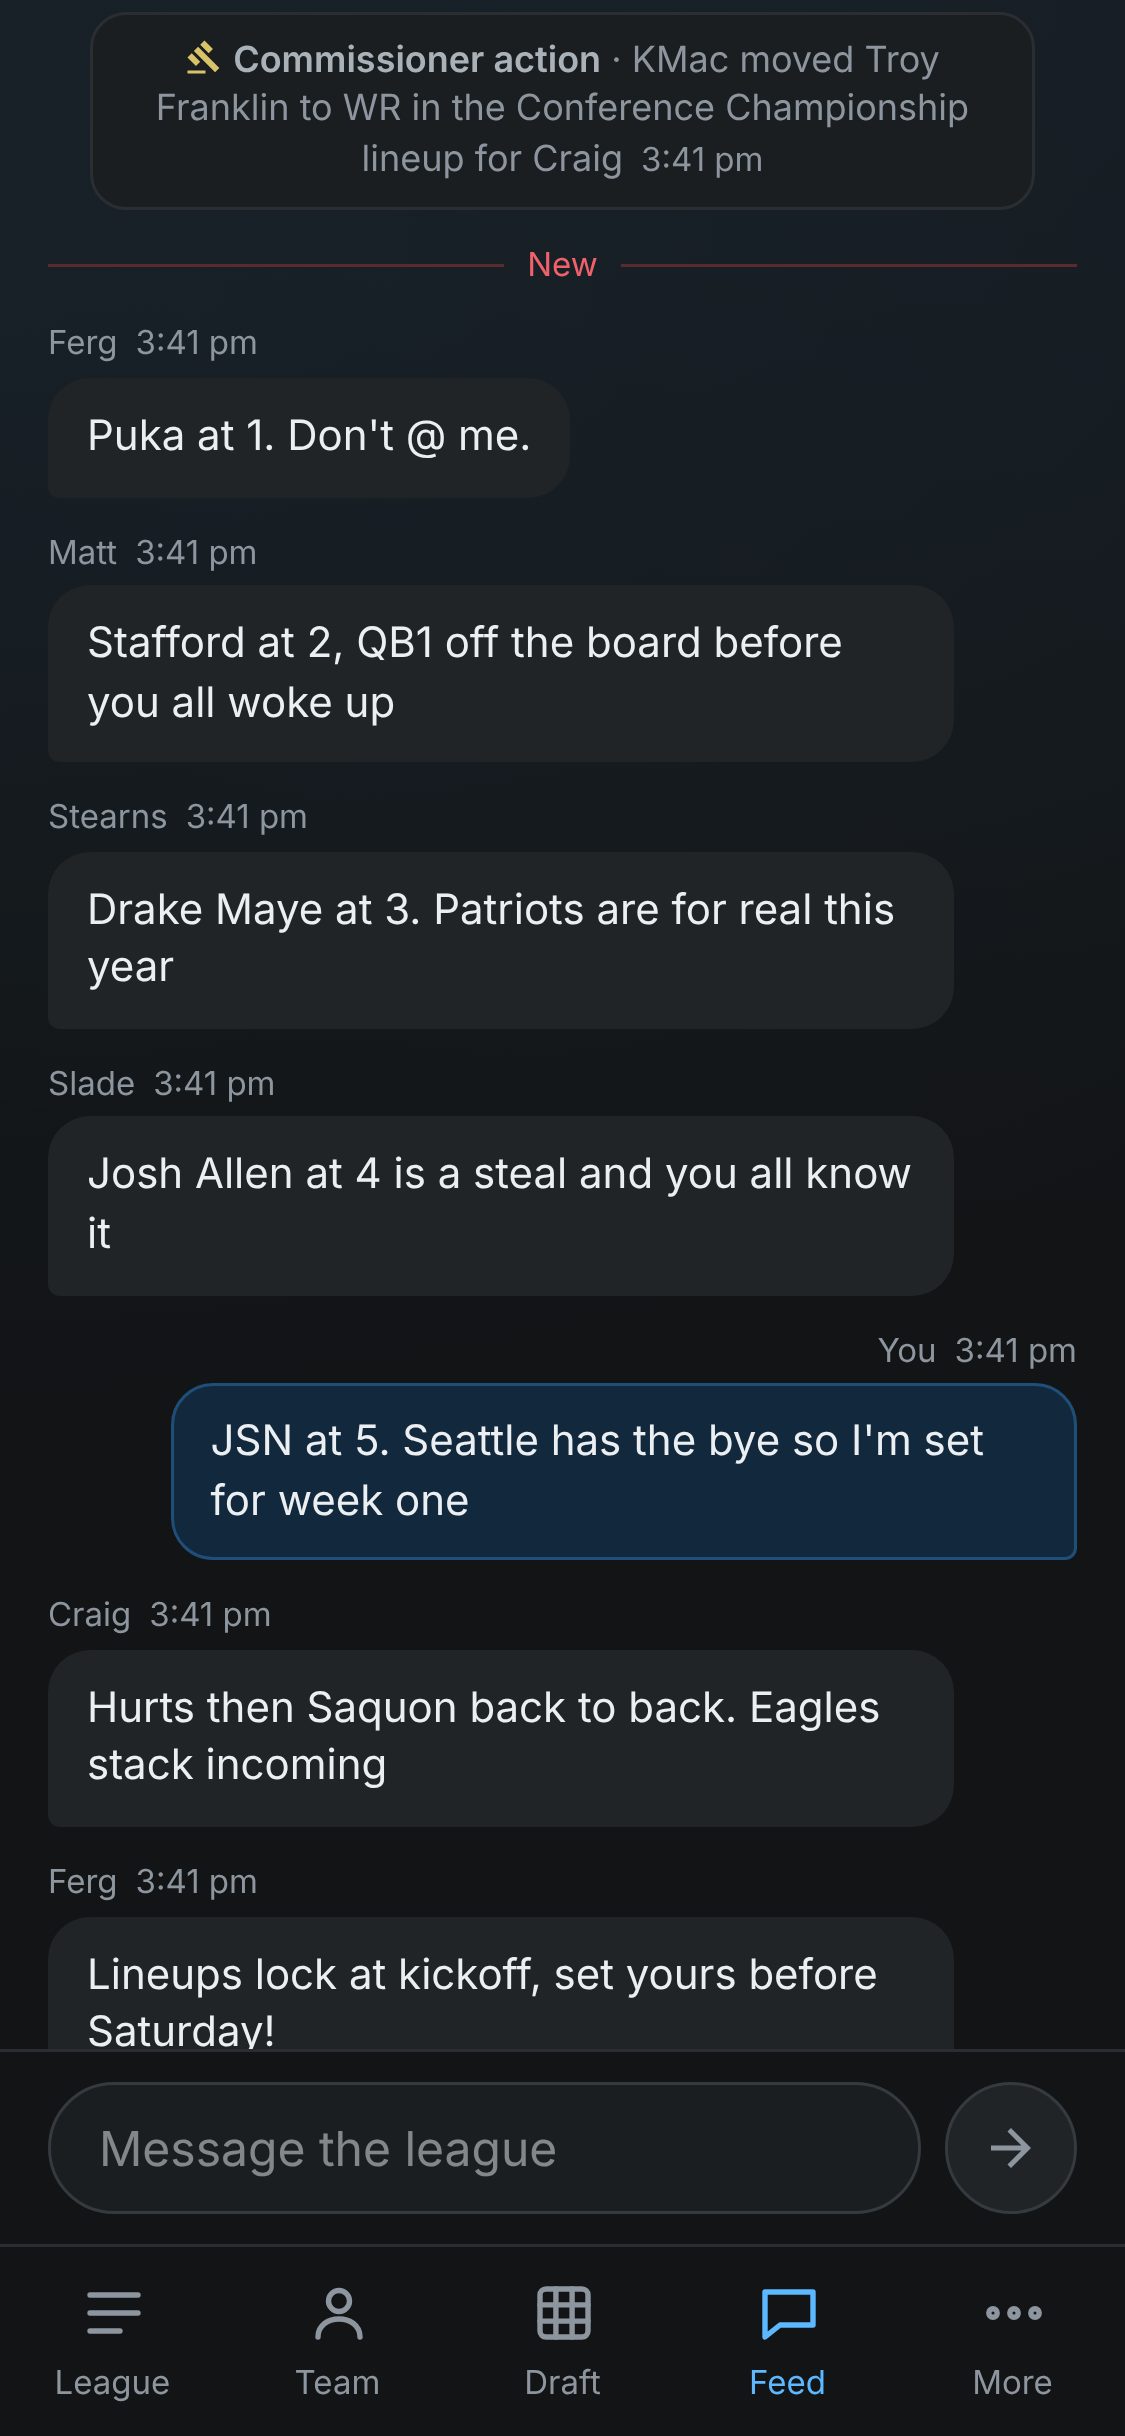 Commissioner action · KMac moved Troy
Franklin to WR in the Conference Championship
lineup for Craig 3:41 pm
New
Ferg 3:41 pm
Puka at 1. Don't @ me.
Matt 3:41 pm
Stafford at 2, QB1 off the board before
you all woke up
Stearns 3:41 pm
Drake Maye at 3. Patriots are for real this
year
Slade 3:41 pm
Josh Allen at 4 is a steal and you all know
it
You 3:41 pm
JSN at 5. Seattle has the bye so I'm set
for week one
Craig 3:41 pm
Hurts then Saquon back to back. Eagles
stack incoming
Ferg 3:41 pm
Lineups lock at kickoff, set yours before
Saturday!
Message the league
League
Team
Draft
Feed
More